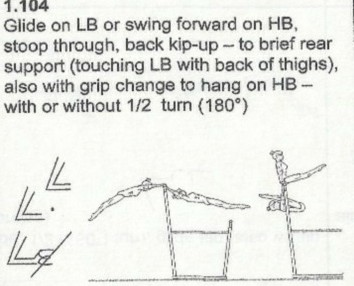 1.104
Glide on LB or swing forward on HB,
stoop through, back kip-up – to brief rear
support (touching LB with back of thighs),
also with grip change to hang on HB –
with or without 1/2 turn (180°)